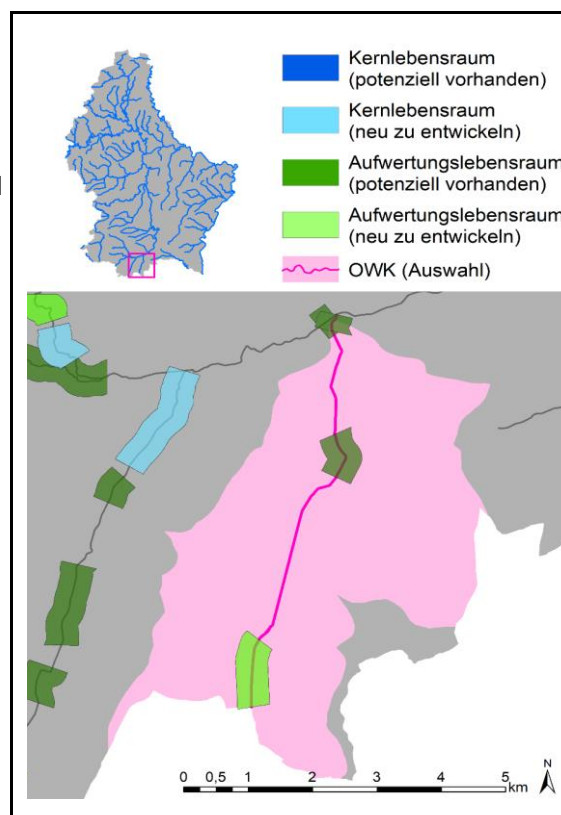 Kernlebensraum
(potenziell vorhanden)
Kernlebensraum
(neu zu entwickeln)
Aufwertungslebensraum
(potenziell vorhanden)
Aufwertungslebensraum
(neu zu entwickeln)
OWK (Auswahl)
0 0,5 1 2 3 4 5
km
N